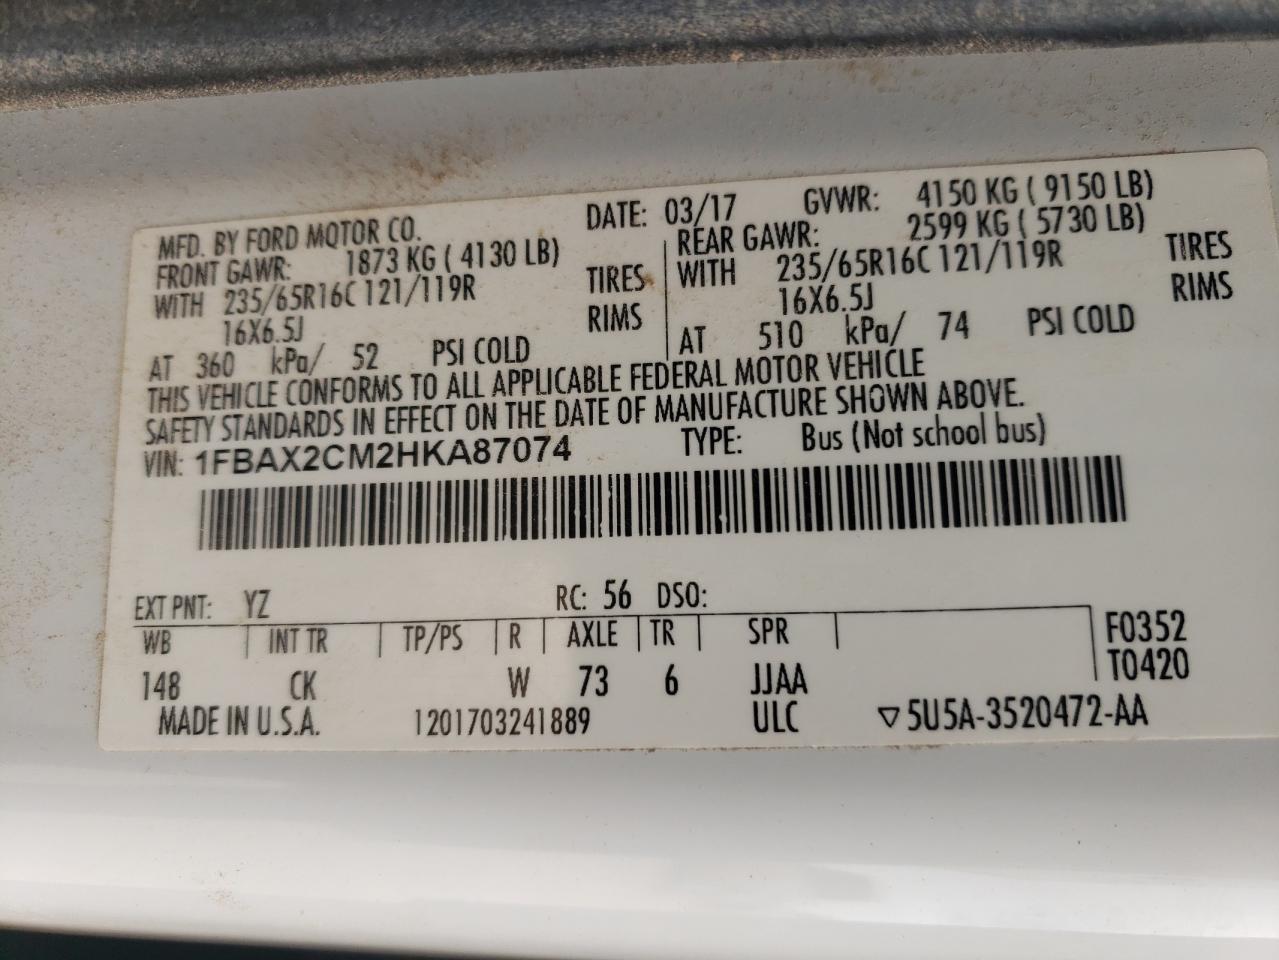 MFD. BY FORD MOTOR CO. DATE: 03/17 GVWR: 4150 KG ( 9150 LB)
FRONT GAWR: 1873 KG ( 4130 LB) REAR GAWR: 2599 KG ( 5730 LB)
WITH 235/65R16C 121/119R TIRES WITH 235/65R16C 121/119R TIRES
16X6.5J RIMS 16X6.5J RIMS
AT 360 kPa/ 52 PSI COLD AT 510 kPa/ 74 PSI COLD
THIS VEHICLE CONFORMS TO ALL APPLICABLE FEDERAL MOTOR VEHICLE
SAFETY STANDARDS IN EFFECT ON THE DATE OF MANUFACTURE SHOWN ABOVE.
VIN: 1FBAX2CM2HKA87074 TYPE: Bus (Not school bus)
EXT PNT: YZ RC: 56 DSO:
WB INT TR TP/PS R AXLE TR SPR F0352
148 CK W 73 6 JJAA T0420
MADE IN U.S.A. 1201703241889 ULC ▽5U5A-3520472-AA